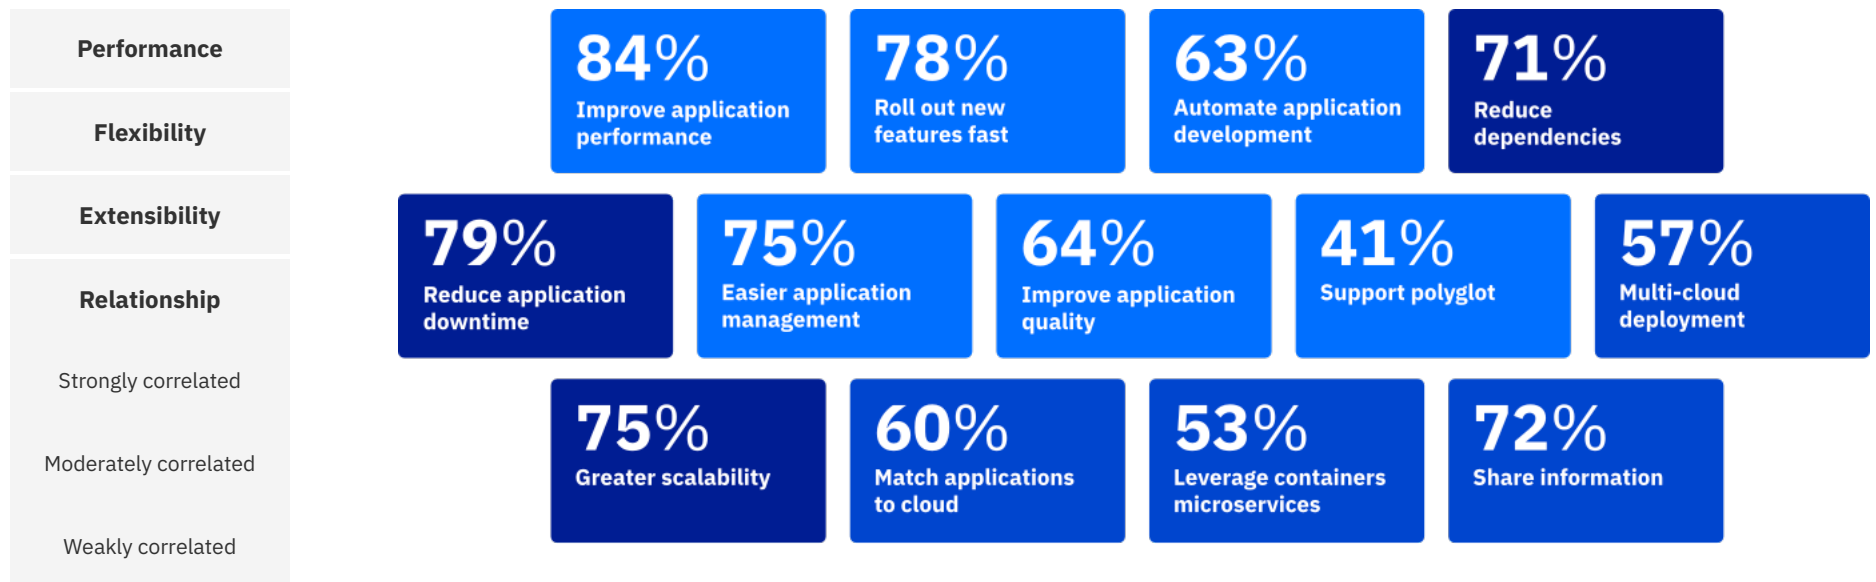 Performance
Flexibility
Extensibility
Relationship
Strongly correlated
Moderately correlated
Weakly correlated
84%
Improve application
performance
78%
Roll out new
features fast
63%
Automate application
development
71%
Reduce
dependencies
79%
Reduce application
downtime
75%
Easier application
management
64%
Improve application
quality
41%
Support polyglot
57%
Multi-cloud
deployment
75%
Greater scalability
60%
Match applications
to cloud
53%
Leverage containers
microservices
72%
Share information